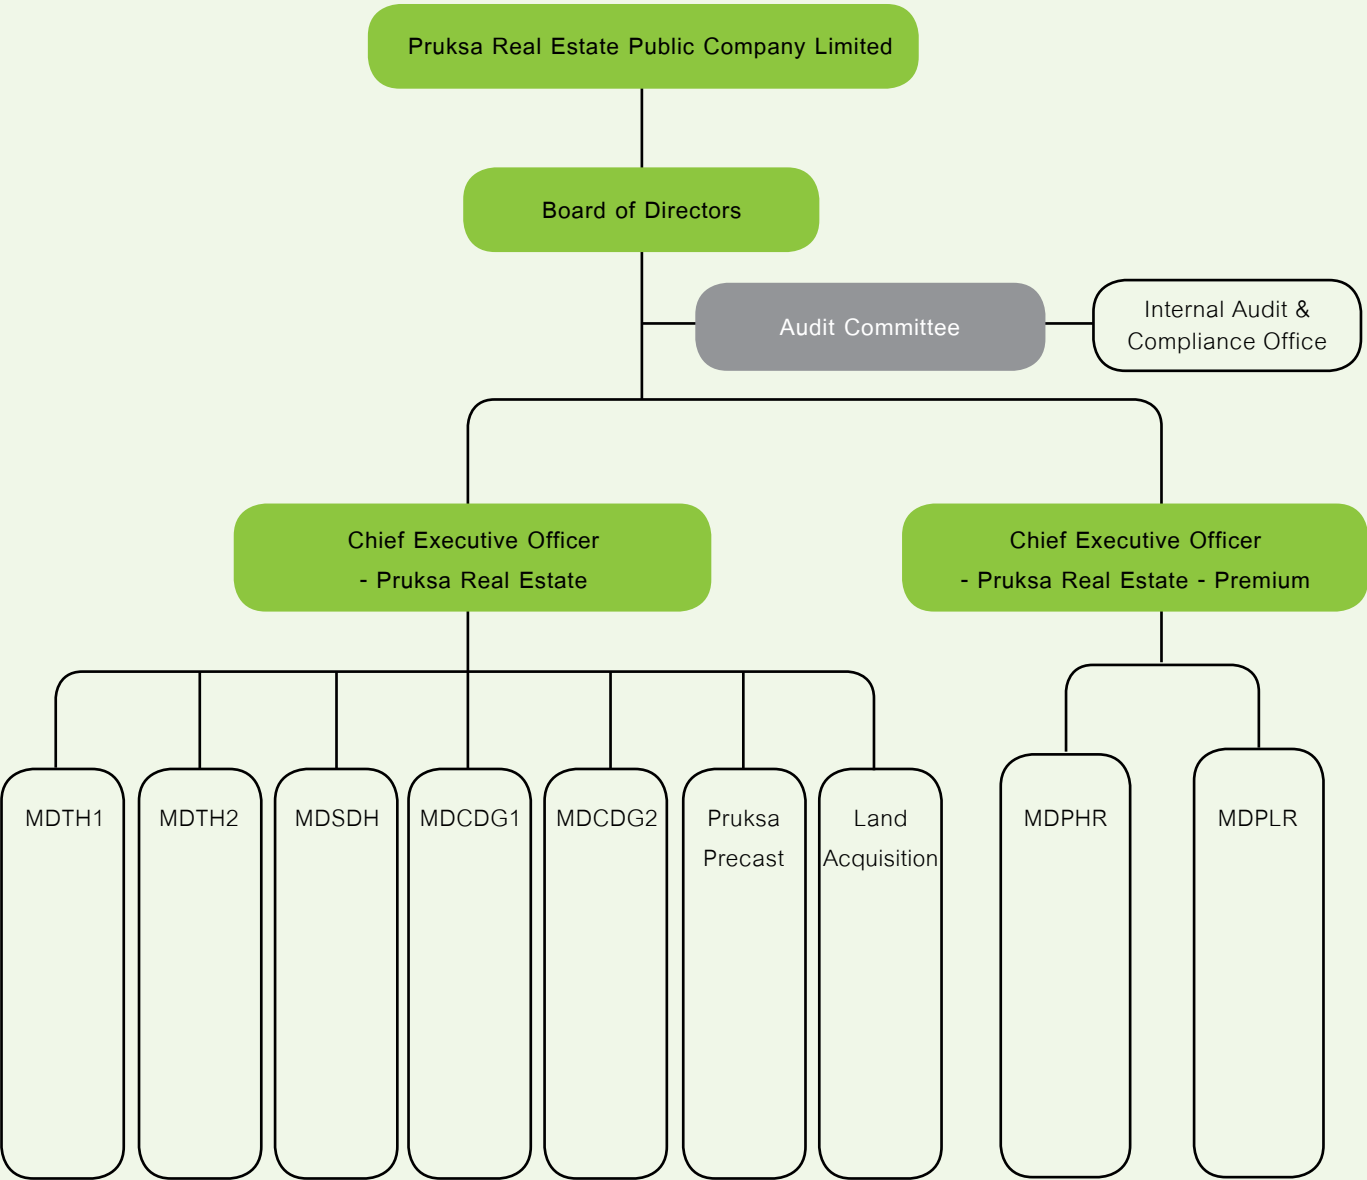 Pruksa Real Estate Public Company Limited
Board of Directors
Audit Committee
Internal Audit &
Compliance Office
Chief Executive Officer
- Pruksa Real Estate
Chief Executive Officer
- Pruksa Real Estate - Premium
MDTH1
MDTH2
MDSDH
MDCDG1
MDCDG2
Pruksa
Precast
Land
Acquisition
MDPHR
MDPLR